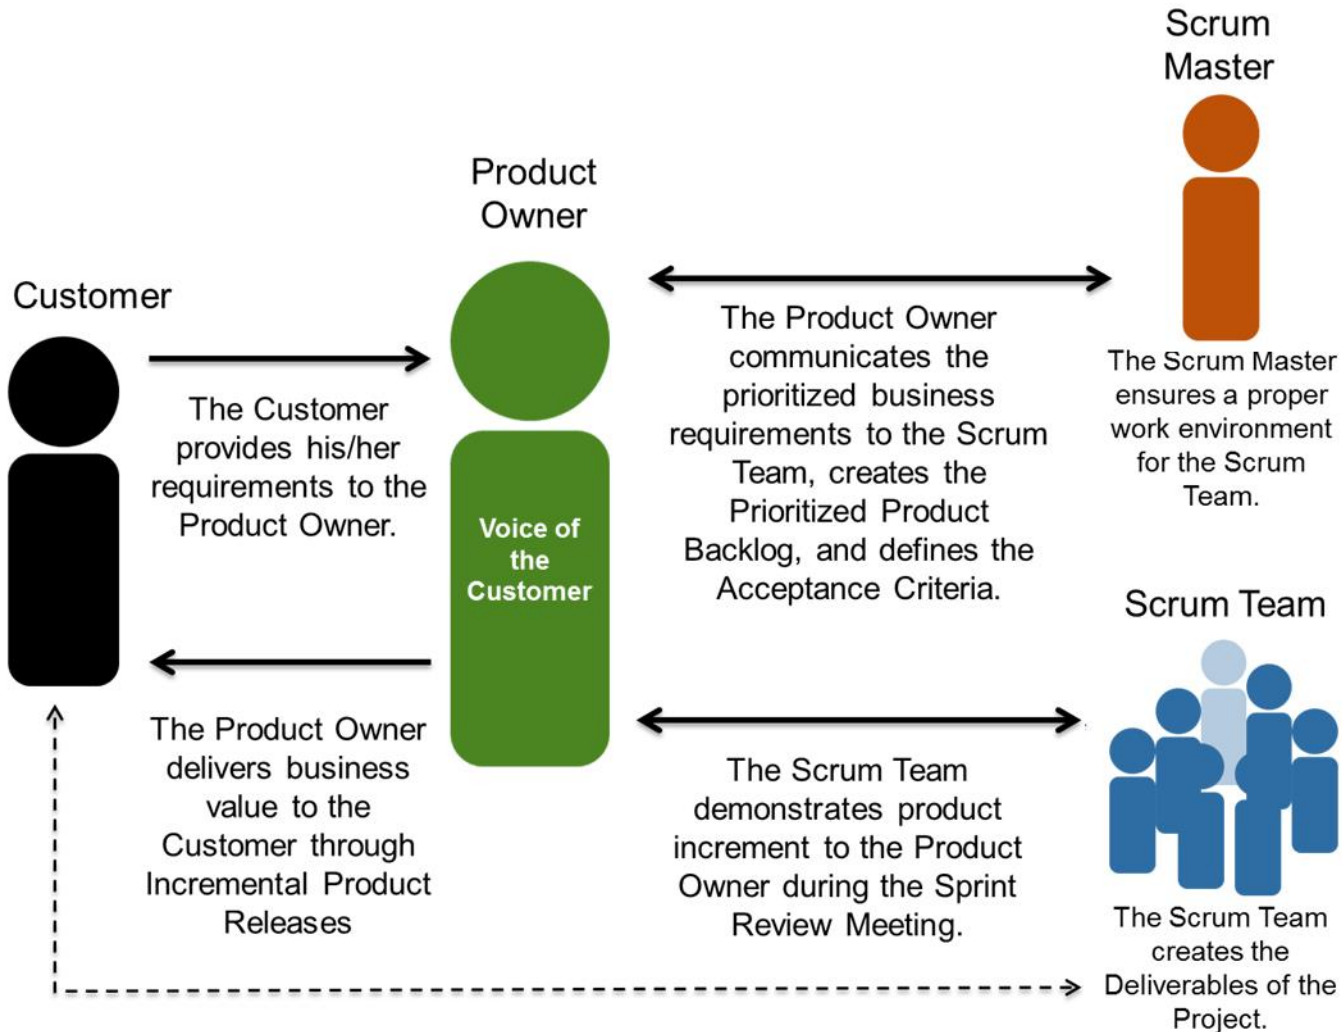 Scrum
Master
Product
Owner
Customer
The Customer
provides his/her
requirements to the
Product Owner.
Voice of
the
Customer
The Product Owner
communicates the
prioritized business
requirements to the Scrum
Team, creates the
Prioritized Product
Backlog, and defines the
Acceptance Criteria.
The Scrum Master
ensures a proper
work environment
for the Scrum
Team.
Scrum Team
The Product Owner
delivers business
value to the
Customer through
Incremental Product
Releases
The Scrum Team
demonstrates product
increment to the Product
Owner during the Sprint
Review Meeting.
The Scrum Team
creates the
Deliverables of the
Project.